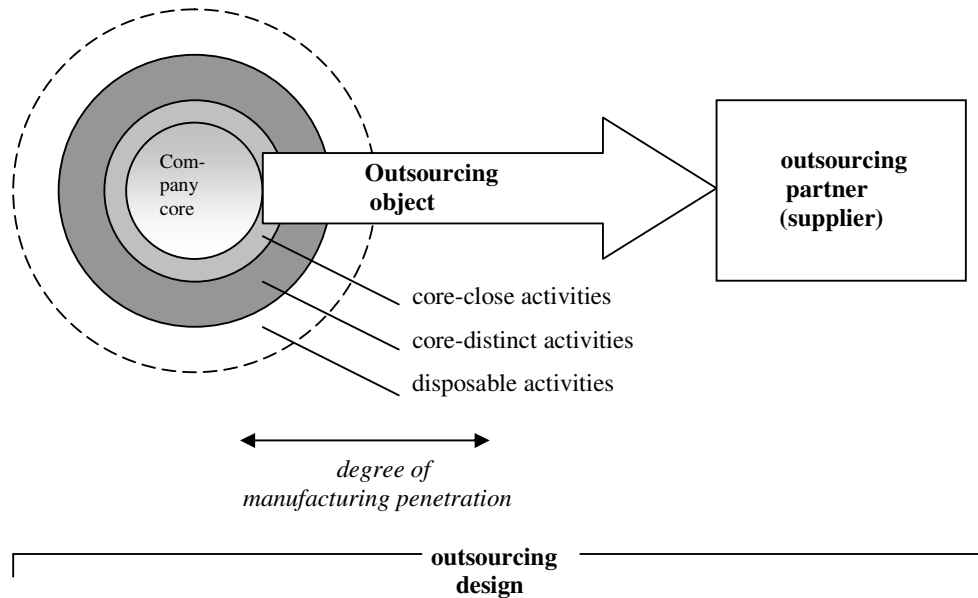 Com-
pany
core
Outsourcing
object
outsourcing
partner
(supplier)
core-close activities
core-distinct activities
disposable activities
degree of
manufacturing penetration
outsourcing
design